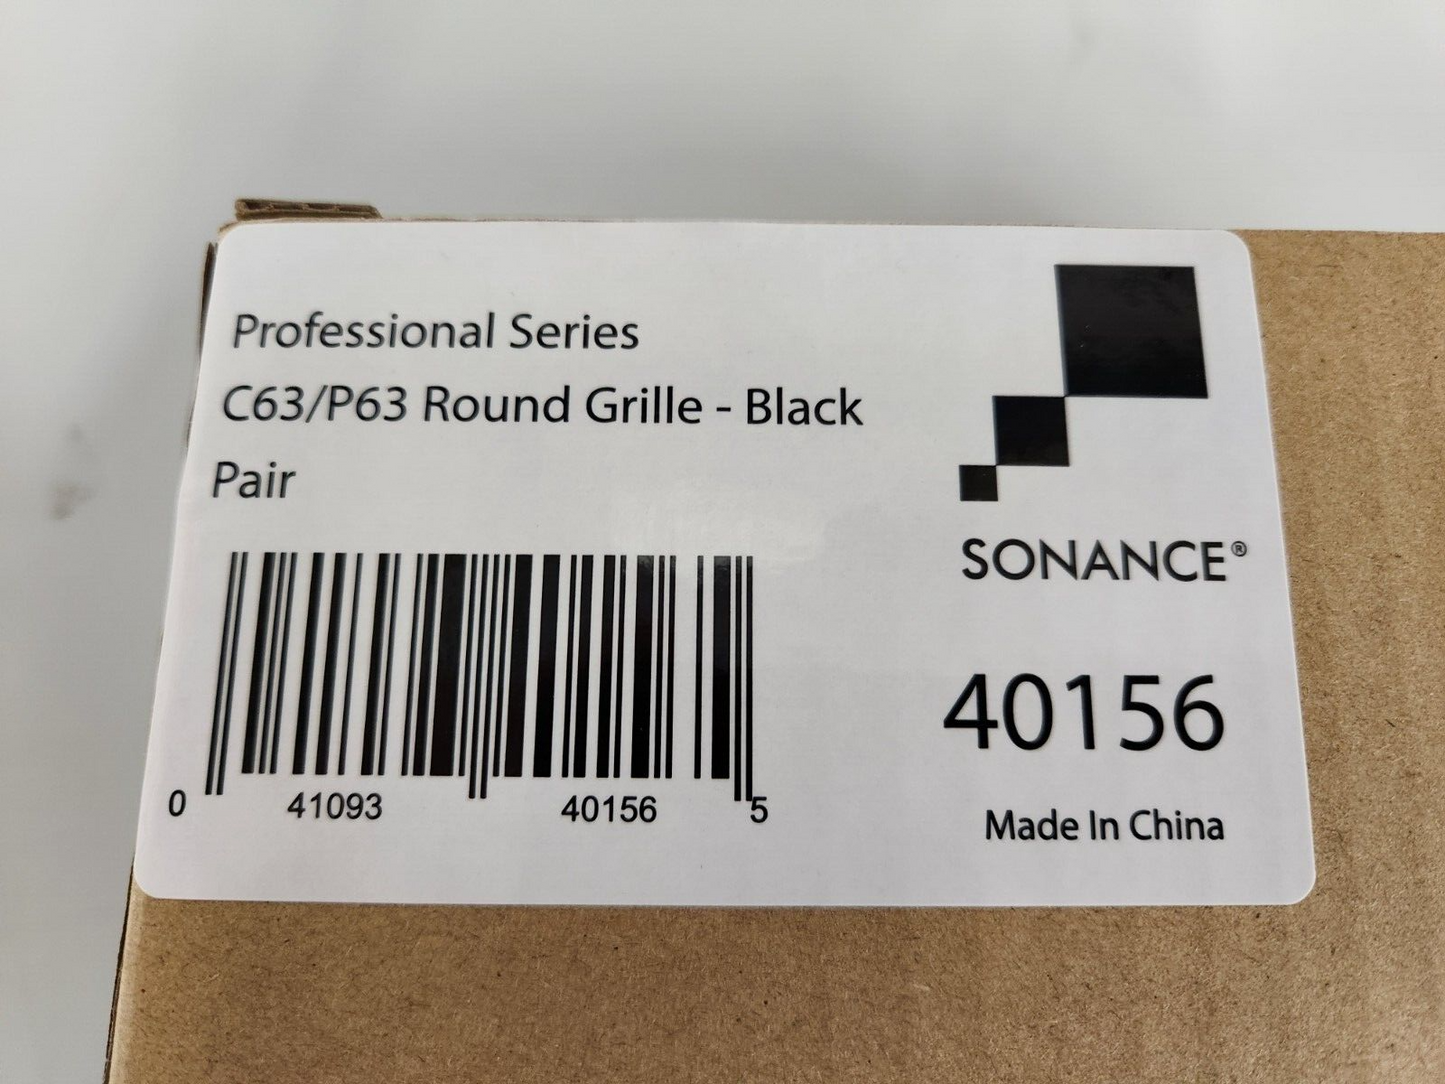 Professional Series
C63/P63 Round Grille - Black
Pair
SONANCE®
40156
Made In China
0 41093 40156 5